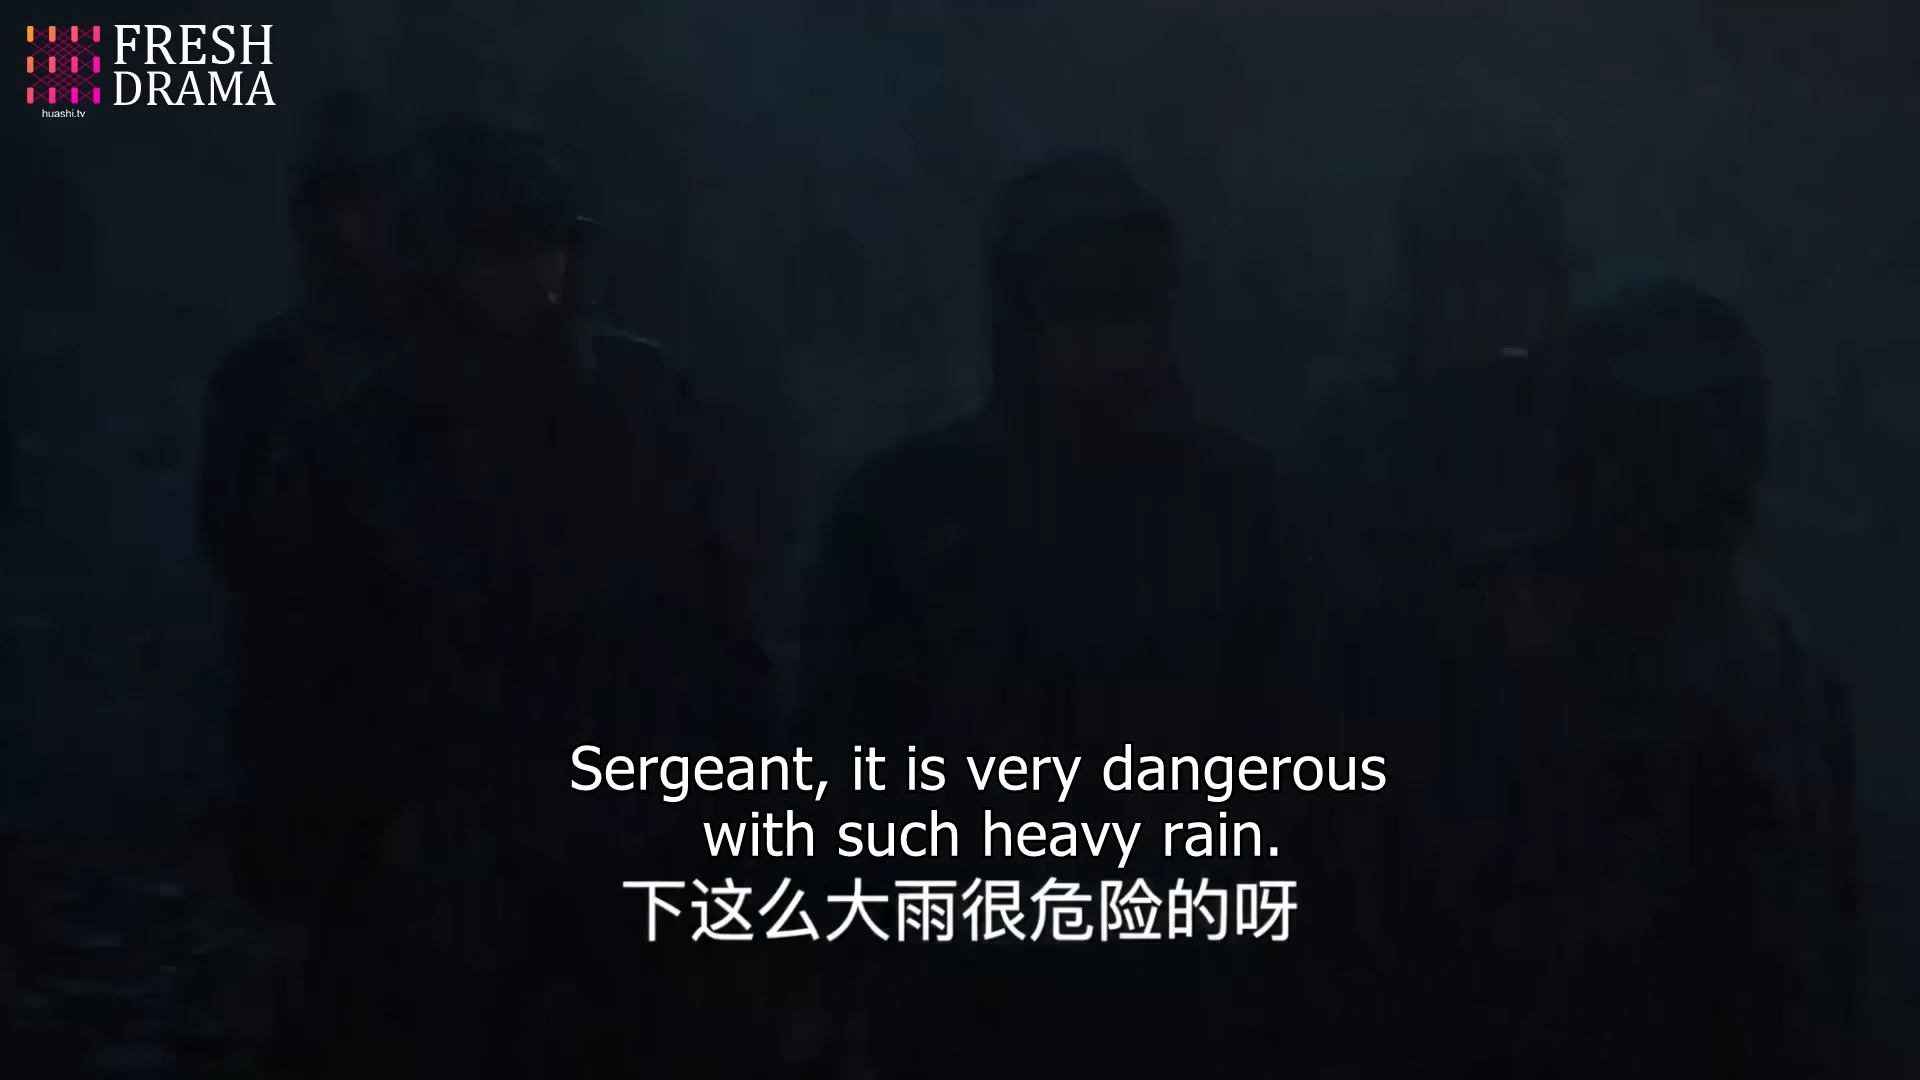 FRESH
DRAMA
huashi.tv
Sergeant, it is very dangerous
with such heavy rain.
下这么大雨很危险的呀